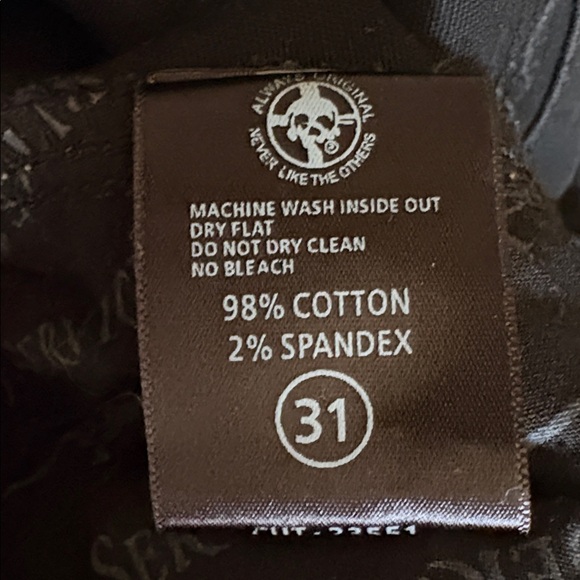 ALWAYS ORIGINAL
NEVER LIKE THE OTHERS
MACHINE WASH INSIDE OUT
DRY FLAT
DO NOT DRY CLEAN
NO BLEACH
98% COTTON
2% SPANDEX
31